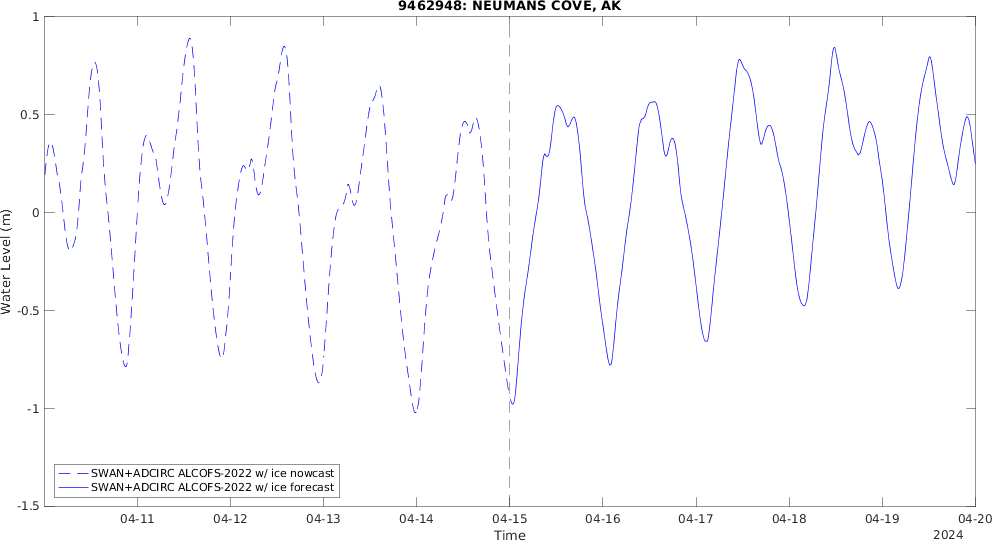 9462948: NEUMANS COVE, AK
1
0.5
0
-0.5
-1
-1.5
Water Level (m)
SWAN+ADCIRC ALCOFS-2022 w/ ice nowcast
SWAN+ADCIRC ALCOFS-2022 w/ ice forecast
04-11 04-12 04-13 04-14 04-15 04-16 04-17 04-18 04-19 04-20
Time
2024